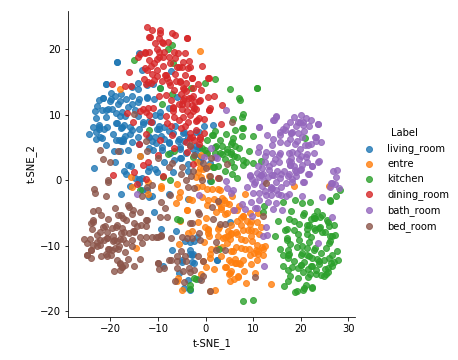 20
10
0
−10
−20
t-SNE_2
−20
−10
0
10
20
30
t-SNE_1
Label
living_room
entre
kitchen
dining_room
bath_room
bed_room